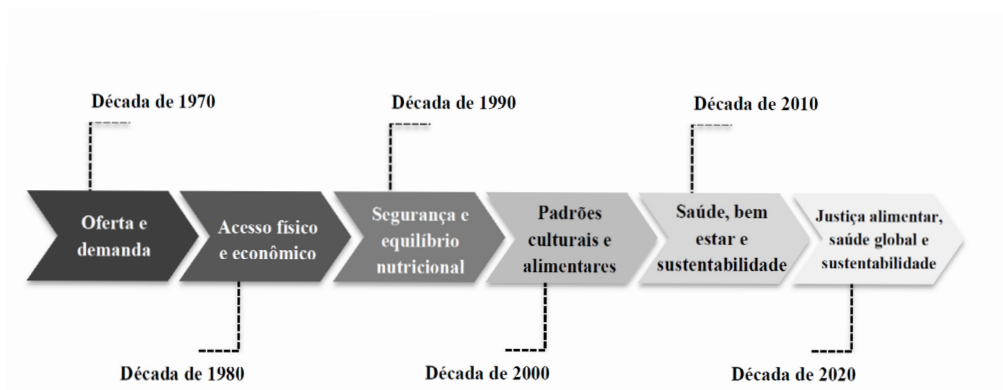 Década de 1970
Década de 1990
Década de 2010
Oferta e
demanda
Acesso físico
e econômico
Segurança e
equilíbrio
nutricional
Padrões
culturais e
alimentares
Saúde, bem
estar e
sustentabilidade
Justiça alimentar,
saúde global e
sustentabilidade
Década de 1980
Década de 2000
Década de 2020